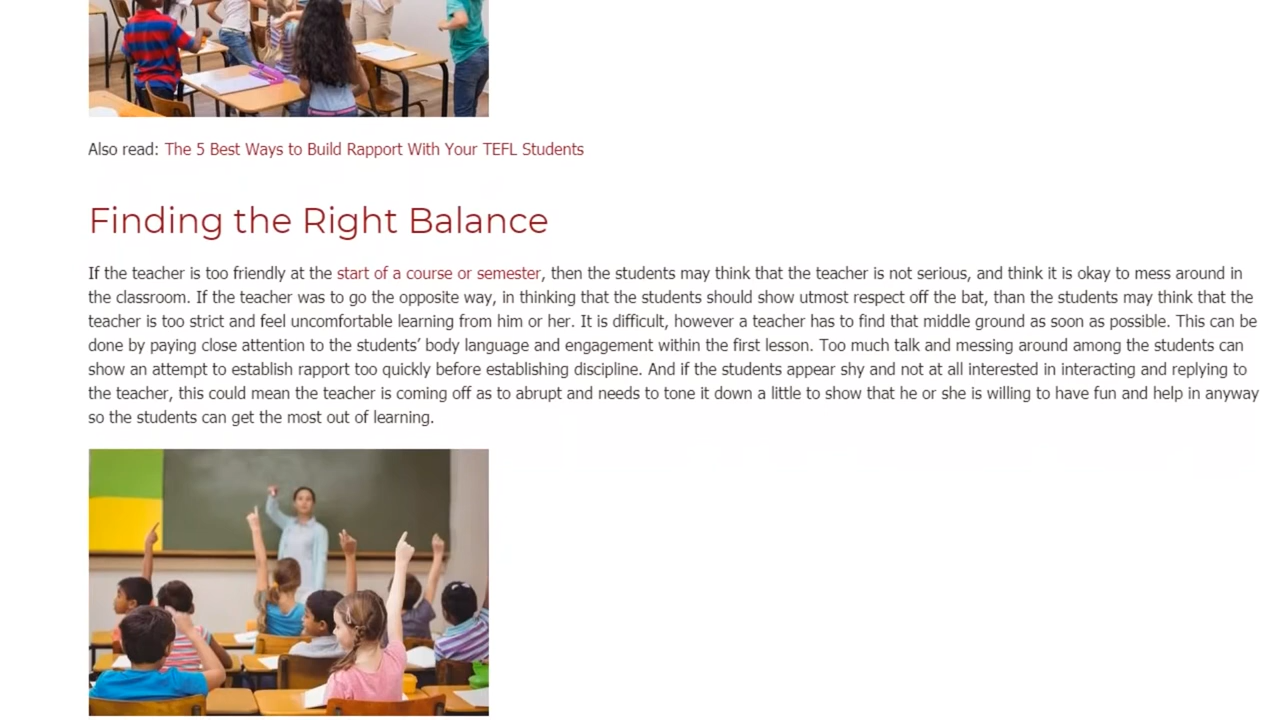 Also read: The 5 Best Ways to Build Rapport With Your TEFL Students
Finding the Right Balance
If the teacher is too friendly at the start of a course or semester, then the students may think that the teacher is not serious, and think it is okay to mess around in
the classroom. If the teacher was to go the opposite way, in thinking that the students should show utmost respect off the bat, than the students may think that the
teacher is too strict and feel uncomfortable learning from him or her. It is difficult, however a teacher has to find that middle ground as soon as possible. This can be
done by paying close attention to the students’ body language and engagement within the first lesson. Too much talk and messing around among the students can
show an attempt to establish rapport too quickly before establishing discipline. And if the students appear shy and not at all interested in interacting and replying to
the teacher, this could mean the teacher is coming off as to abrupt and needs to tone it down a little to show that he or she is willing to have fun and help in anyway
so the students can get the most out of learning.